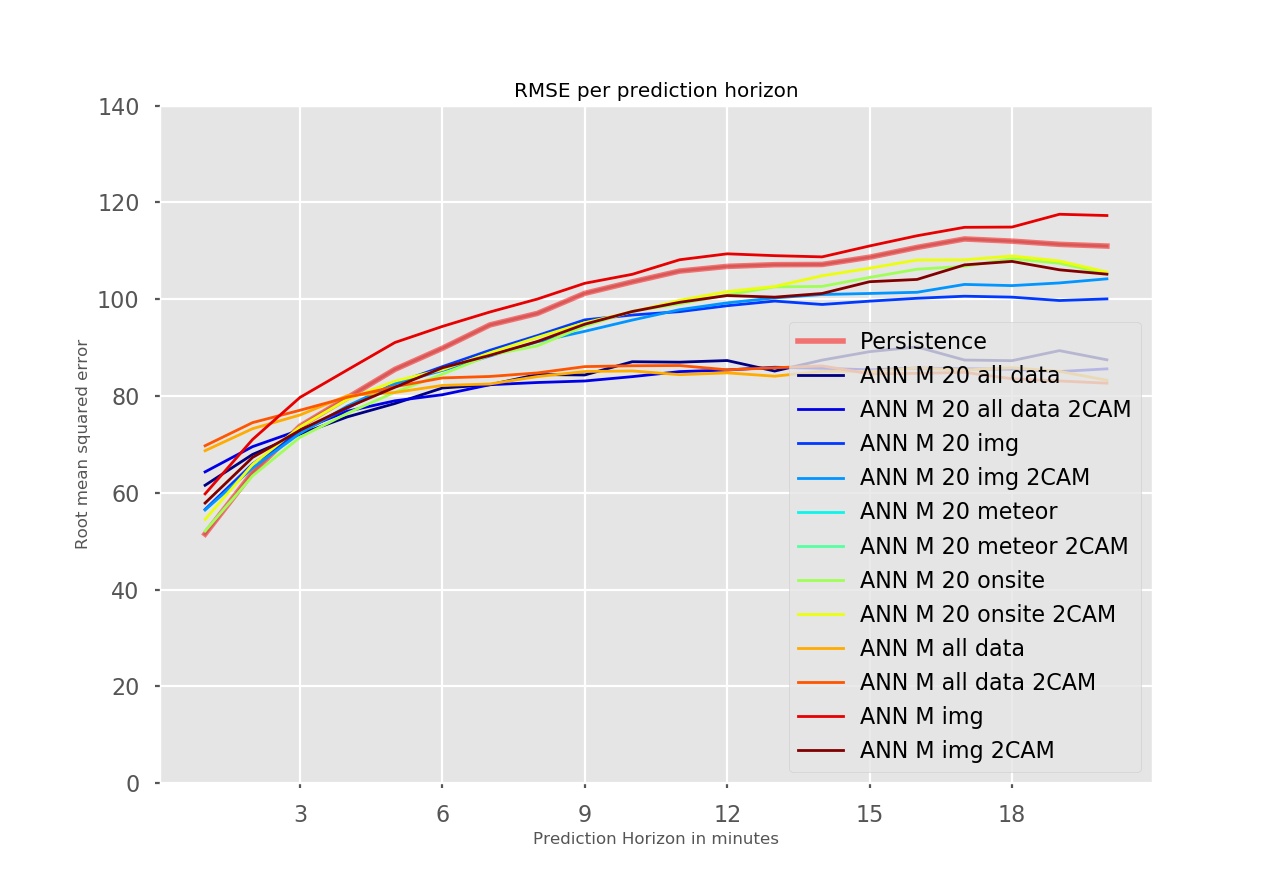 RMSE per prediction horizon
140
120
100
80
60
40
20
0
Root mean squared error
3 6 9 12 15 18
Prediction Horizon in minutes
Persistence
ANN M 20 all data
ANN M 20 all data 2CAM
ANN M 20 img
ANN M 20 img 2CAM
ANN M 20 meteor
ANN M 20 meteor 2CAM
ANN M 20 onsite
ANN M 20 onsite 2CAM
ANN M all data
ANN M all data 2CAM
ANN M img
ANN M img 2CAM